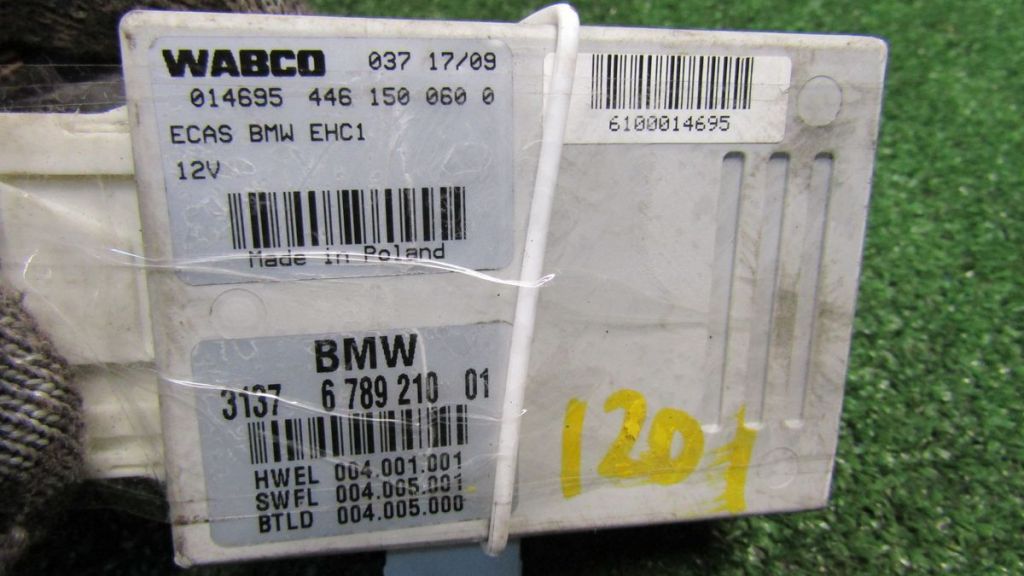 WABCO 037 17/09
014695 446 150 060 0
ECAS BMW EHC1
12V
Made in Poland
6100014695
BMW
3137 6 789 210 01
HWEL 004.001.001
SWFL 004.005.001
BTLD 004.005.000
1201